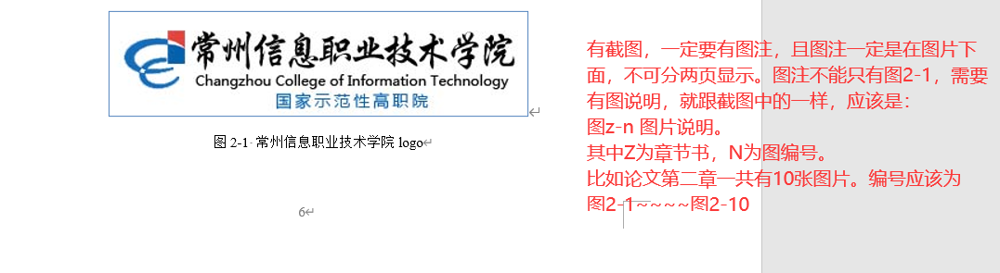 常州信息职业技术学院
Changzhou College of Information Technology
国家示范性高职院
图 2-1 常州信息职业技术学院 logo
6
有截图，一定要有图注，且图注一定是在图片下
面，不可分两页显示。图注不能只有图2-1，需要
有图说明，就跟截图中的一样，应该是：
图z-n 图片说明。
其中Z为章节书，N为图编号。
比如论文第二章一共有10张图片。编号应该为
图2-1~~~~图2-10